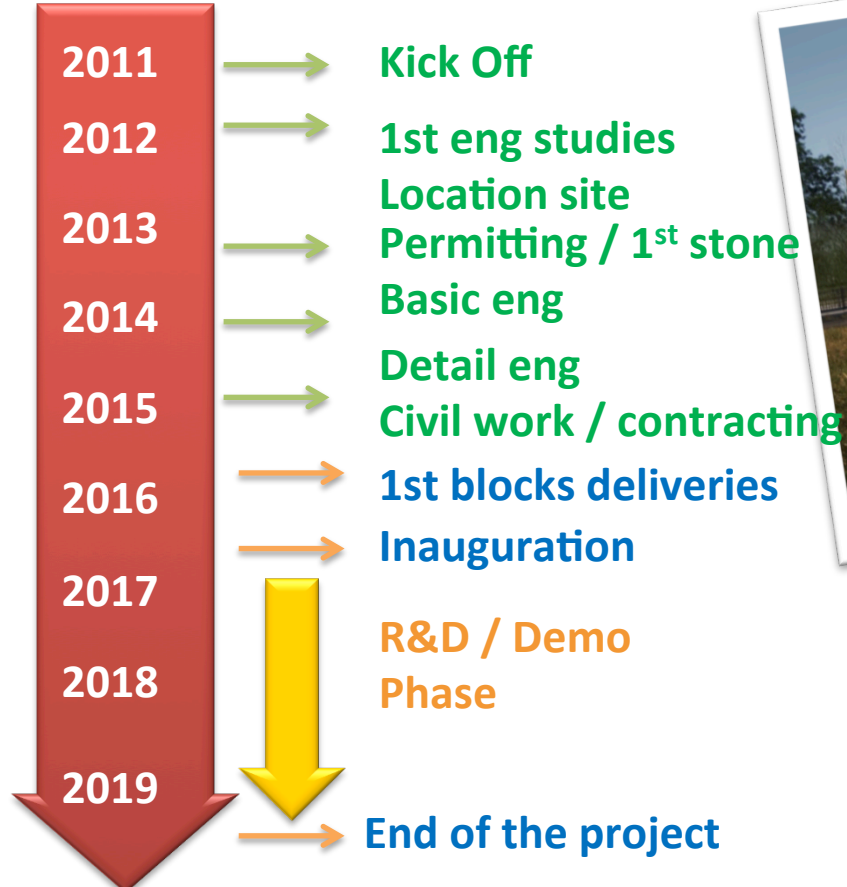 2011
Kick Off
2012
1st eng studies
Location site
2013
Permitting / 1st stone
Basic eng
2014
Detail eng
2015
Civil work / contracting
2016
1st blocks deliveries
Inauguration
2017
R&D / Demo
2018
Phase
2019
End of the project